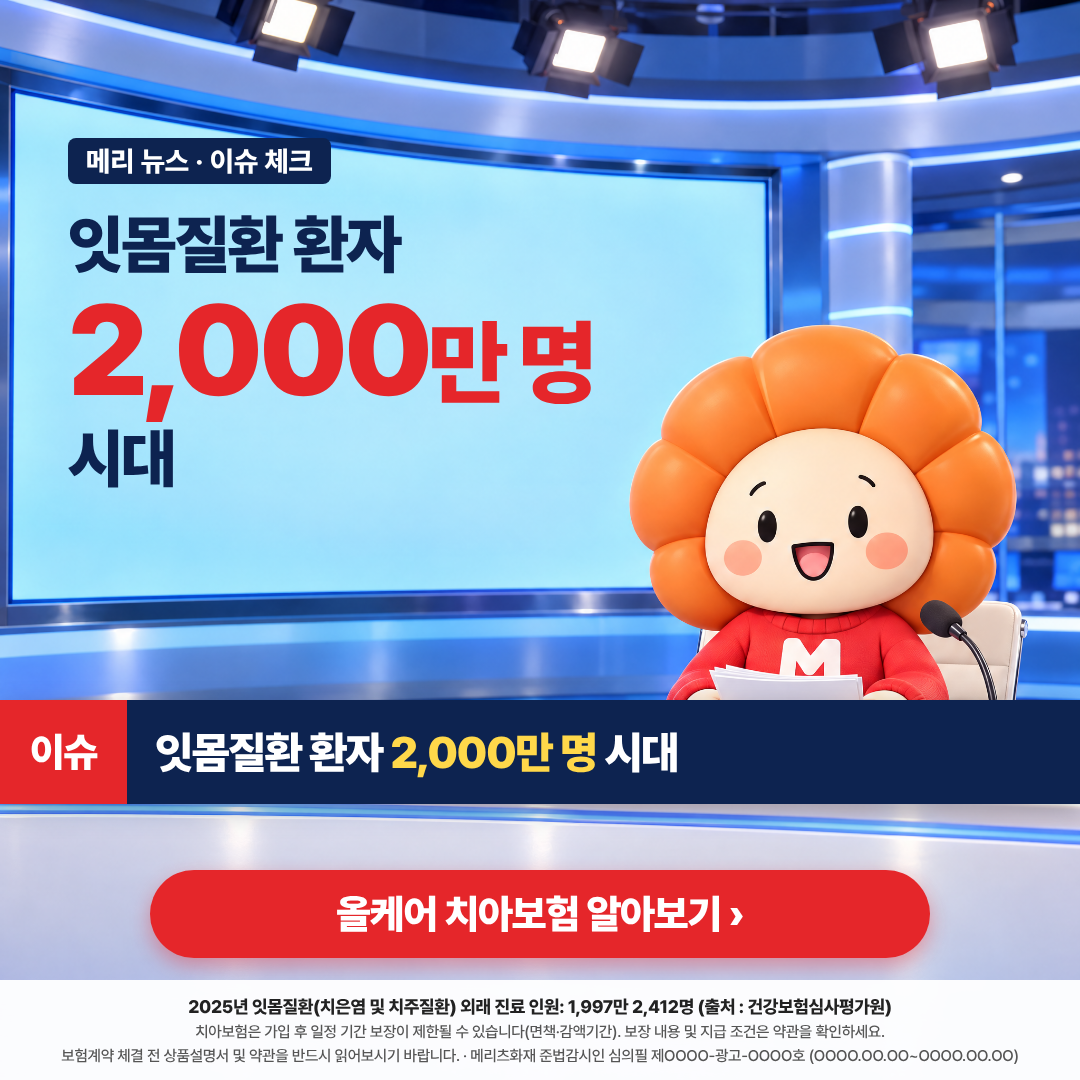 메리 뉴스 · 이슈 체크
잇몸질환 환자
2,000만 명
시대
M
이슈
잇몸질환 환자 2,000만 명 시대
올케어 치아보험 알아보기 ›
2025년 잇몸질환(치은염 및 치주질환) 외래 진료 인원: 1,997만 2,412명 (출처 : 건강보험심사평가원)
치아보험은 가입 후 일정 기간 보장이 제한될 수 있습니다(면책·감액기간). 보장 내용 및 지급 조건은 약관을 확인하세요.
보험계약 체결 전 상품설명서 및 약관을 반드시 읽어보시기 바랍니다. · 메리츠화재 준법감시인 심의필 제OOOO-광고-OOOO호 (OOOO.OO.OO~OOOO.OO.OO)